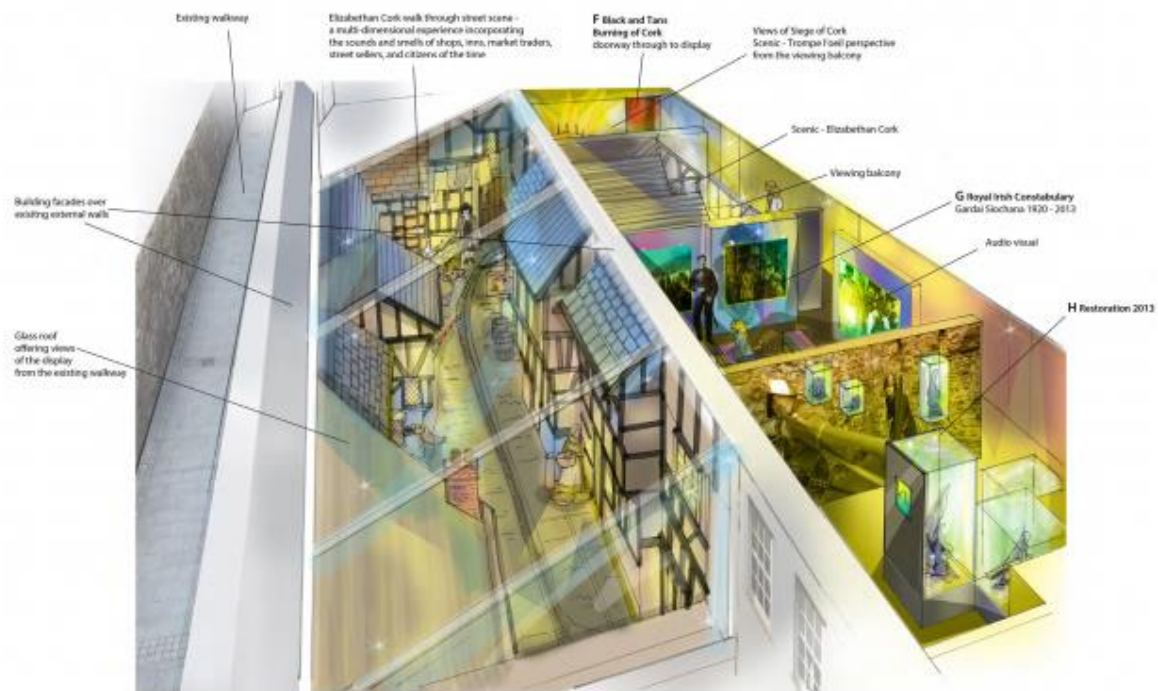 Existing walkway
Elizabethan Cork walk through street scene -
a multi-dimensional experience incorporating
the sounds and smells of shops, inns, market traders,
street sellers, and citizens of the time
F Black and Tans
Burning of Cork
doorway through to display
Views of Siege of Cork
Scenic - Trompe l'oeil perspective
from the viewing balcony
Scenic - Elizabethan Cork
Viewing balcony
G Royal Irish Constabulary
Gardai Siochana 1920 - 2013
Audio visual
H Restoration 2013
Building facades over
existing external walls
Glass roof
offering views
of the display
from the existing walkway